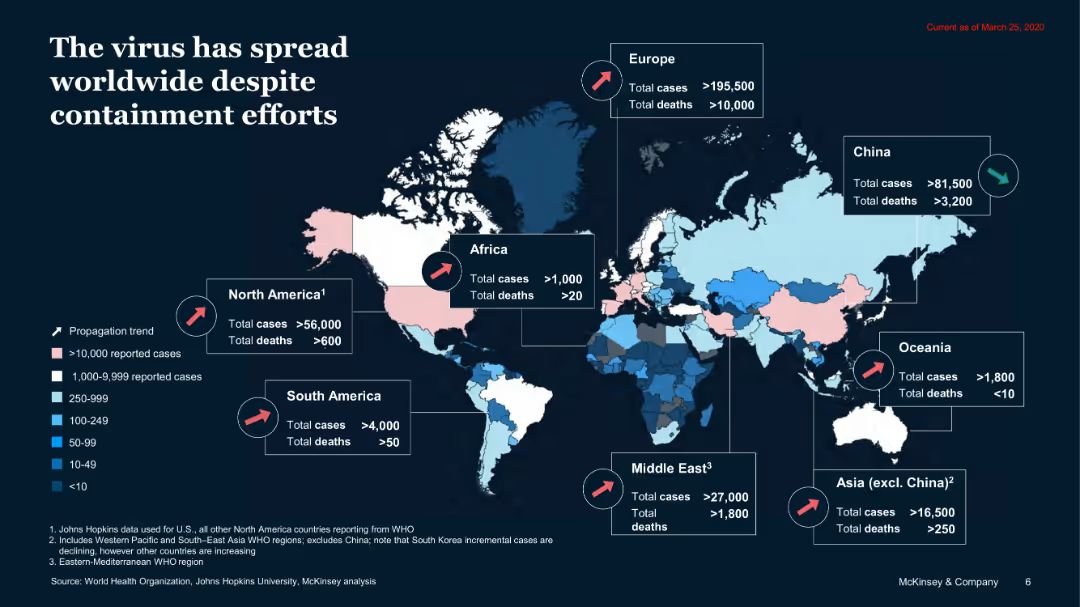 Current as of March 25, 2020
The virus has spread
worldwide despite
containment efforts
Europe
Total cases >195,500
Total deaths >10,000
China
Total cases >81,500
Total deaths >3,200
Africa
Total cases >1,000
Total deaths >20
North America1
Total cases >56,000
Total deaths >600
Propagation trend
>10,000 reported cases
1,000-9,999 reported cases
250-999
100-249
50-99
10-49
<10
Oceania
Total cases >1,800
Total deaths <10
South America
Total cases >4,000
Total deaths >50
Middle East3
Total cases >27,000
Total >1,800
deaths
Asia (excl. China)2
Total cases >16,500
Total deaths >250
1. Johns Hopkins data used for U.S., all other North America countries reporting from WHO
2. Includes Western Pacific and South–East Asia WHO regions; excludes China; note that South Korea incremental cases are
declining, however other countries are increasing
3. Eastern-Mediterranean WHO region
Source: World Health Organization, Johns Hopkins University, McKinsey analysis
McKinsey & Company 6